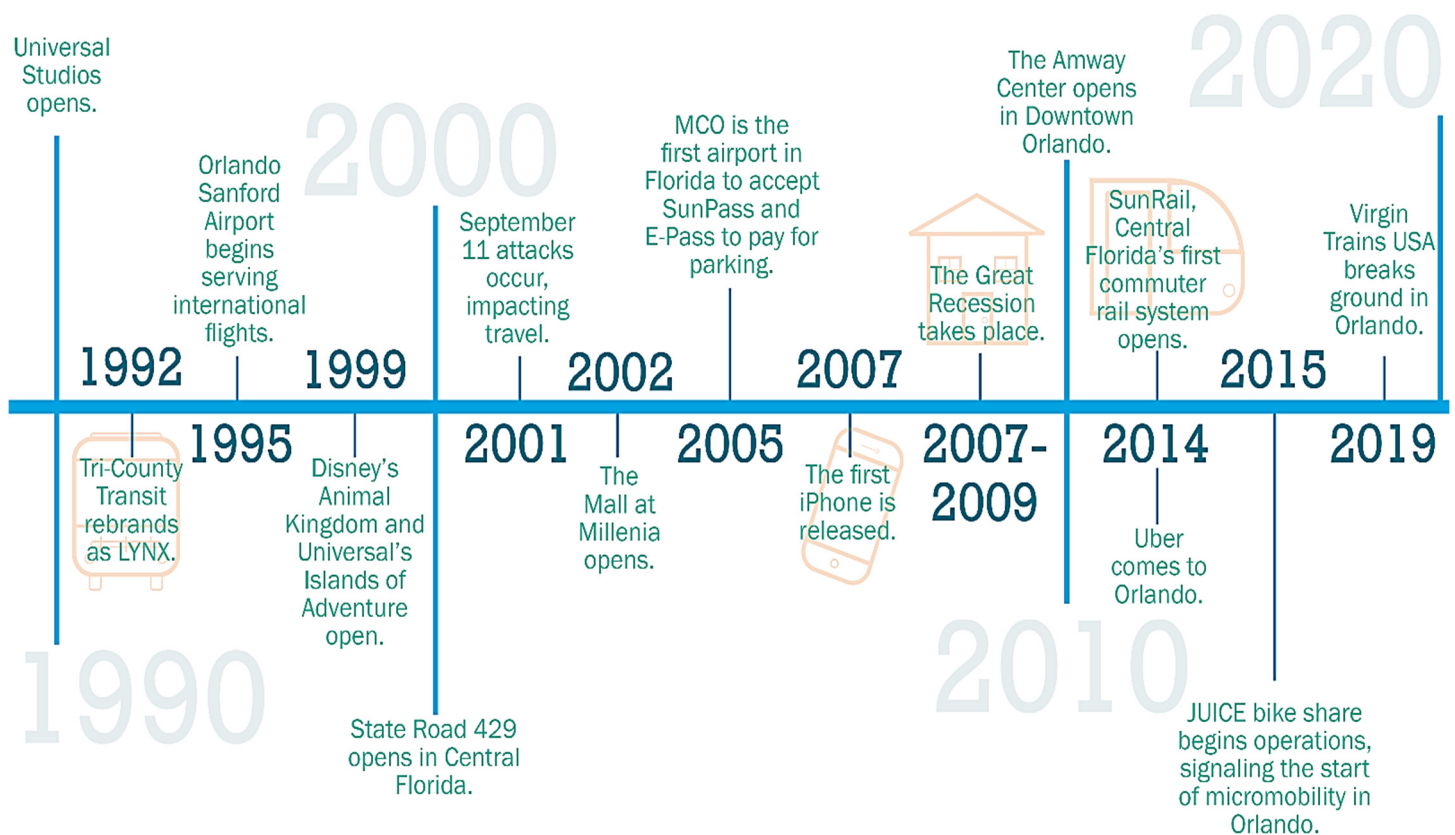 Universal
Studios
opens.
1990
1992
Tri-County
Transit
rebrands
as LYNX.
Orlando
Sanford
Airport
begins
serving
international
flights.
1995
1999
Disney's
Animal
Kingdom and
Universal's
Islands of
Adventure
open.
2000
State Road 429
opens in Central
Florida.
September
11 attacks
occur,
impacting
travel.
2001
2002
The
Mall at
Millenia
opens.
MCO is the
first airport in
Florida to accept
SunPass and
E-Pass to pay for
parking.
2005
2007
The first
iPhone is
released.
The Great
Recession
takes place.
2007-
2009
The Amway
Center opens
in Downtown
Orlando.
2010
SunRail,
Central
Florida's first
commuter
rail system
opens.
2014
Uber
comes to
Orlando.
2015
JUICE bike share
begins operations,
signaling the start
of micromobility in
Orlando.
Virgin
Trains USA
breaks
ground in
Orlando.
2019
2020